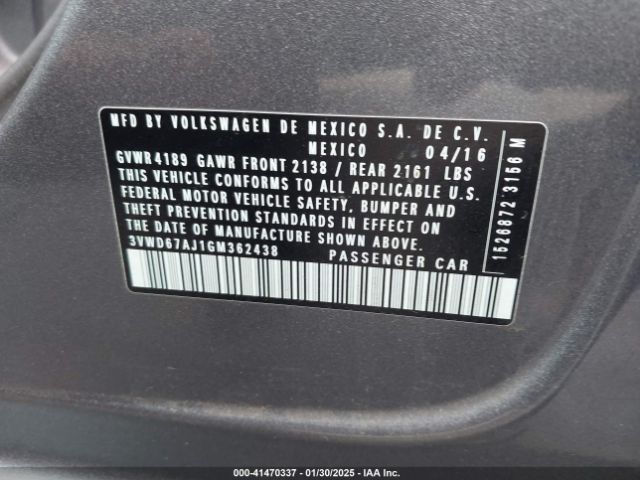 MFD BY VOLKSWAGEN DE MEXICO S.A. DE C.V.
MEXICO 04/16
GVWR 4189 GAWR FRONT 2138 / REAR 2161 LBS
THIS VEHICLE CONFORMS TO ALL APPLICABLE U.S.
FEDERAL MOTOR VEHICLE SAFETY, BUMPER AND
THEFT PREVENTION STANDARDS IN EFFECT ON
THE DATE OF MANUFACTURE SHOWN ABOVE.
3VWD67AJ1GM362438 PASSENGER CAR
1526872 3166 M
000-41470337 - 01/30/2025 - IAA Inc.